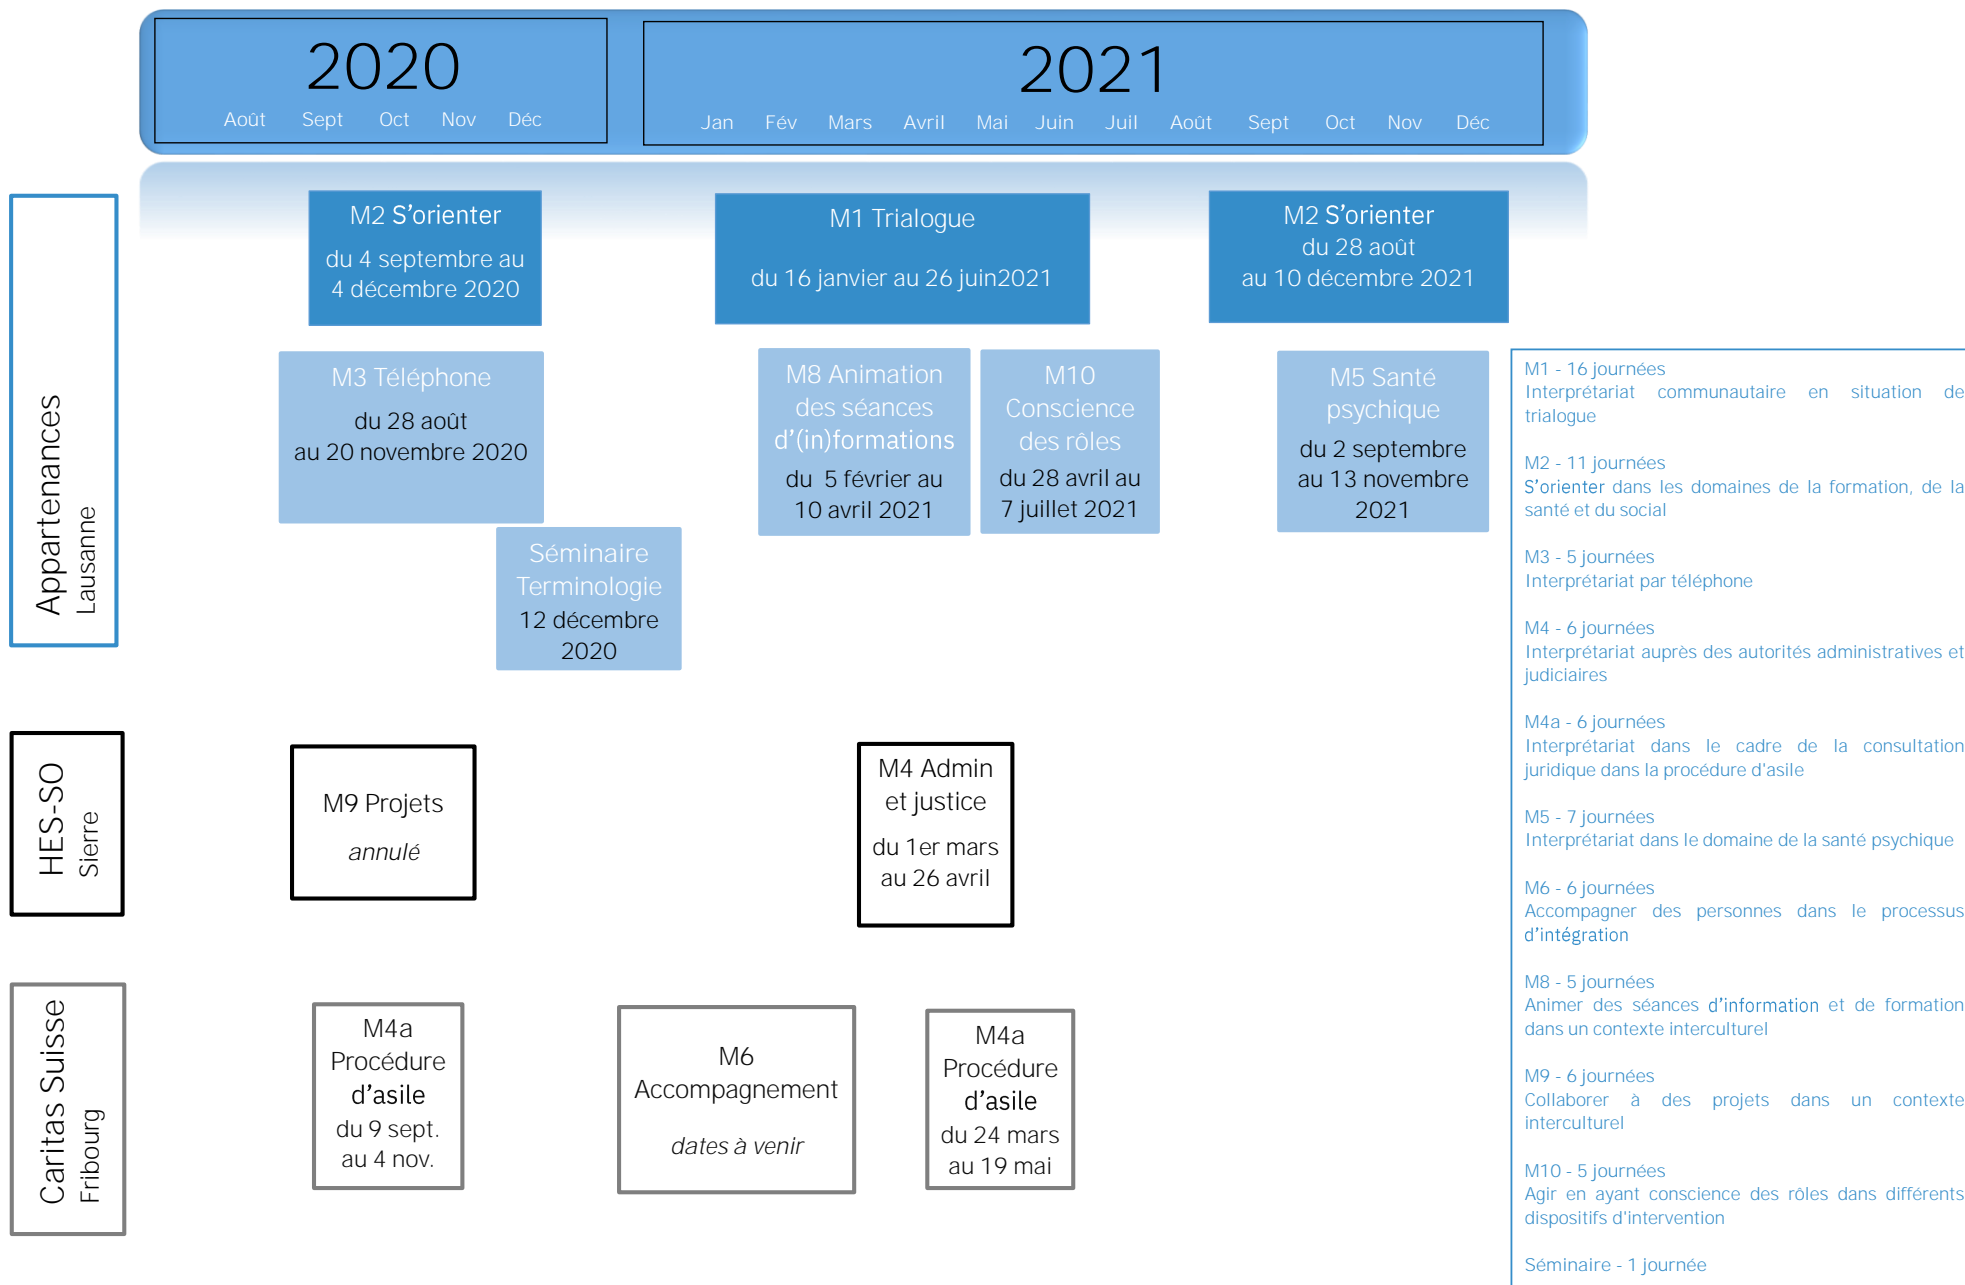 2020
Août Sept Oct Nov Déc
2021
Jan Fév Mars Avril Mai Juin Juil Août Sept Oct Nov Déc
Appartenances
Lausanne
M2 S'orienter
du 4 septembre au
4 décembre 2020
M1 Trialogue
du 16 janvier au 26 juin2021
M2 S'orienter
du 28 août
au 10 décembre 2021
M3 Téléphone
du 28 août
au 20 novembre 2020
M8 Animation
des séances
d'(in)formations
du 5 février au
10 avril 2021
M10
Conscience
des rôles
du 28 avril au
7 juillet 2021
M5 Santé
psychique
du 2 septembre
au 13 novembre
2021
Séminaire
Terminologie
12 décembre
2020
HES-SO
Sierre
M9 Projets
annulé
M4 Admin
et justice
du 1er mars
au 26 avril
Caritas Suisse
Fribourg
M4a
Procédure
d'asile
du 9 sept.
au 4 nov.
M6
Accompagnement
dates à venir
M4a
Procédure
d'asile
du 24 mars
au 19 mai
M1 - 16 journées
Interprétariat communautaire en situation de
trialogue
M2 - 11 journées
S'orienter dans les domaines de la formation, de la
santé et du social
M3 - 5 journées
Interprétariat par téléphone
M4 - 6 journées
Interprétariat auprès des autorités administratives et
judiciaires
M4a - 6 journées
Interprétariat dans le cadre de la consultation
juridique dans la procédure d'asile
M5 - 7 journées
Interprétariat dans le domaine de la santé psychique
M6 - 6 journées
Accompagner des personnes dans le processus
d'intégration
M8 - 5 journées
Animer des séances d'information et de formation
dans un contexte interculturel
M9 - 6 journées
Collaborer à des projets dans un contexte
interculturel
M10 - 5 journées
Agir en ayant conscience des rôles dans différents
dispositifs d'intervention
Séminaire - 1 journée